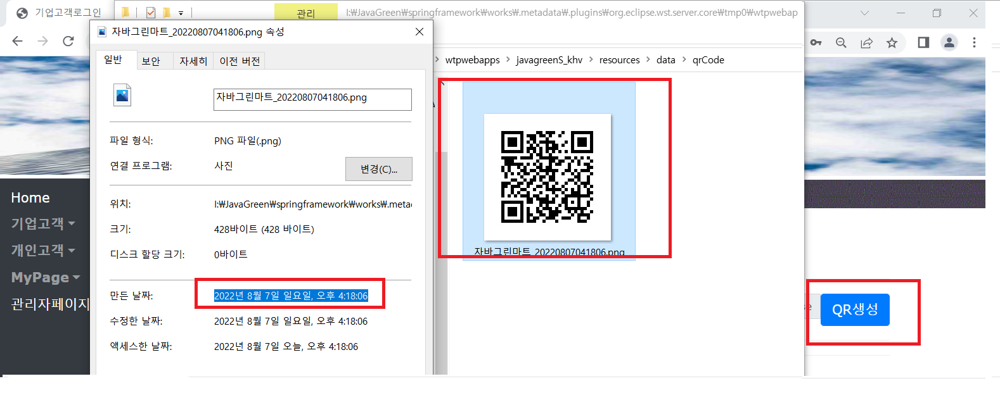 기업고객로그인
관리
I:\JavaGreen\springframework\works\.metadata\.plugins\org.eclipse.wst.server.core\tmp0\wtpwebap
자바그린마트_20220807041806.png 속성
일반
보안
자세히
이전 버전
wtpwebapps > javagreenS_khv > resources > data > qrCode
자바그린마트_20220807041806.png
파일 형식: PNG 파일(.png)
연결 프로그램: 사진
변경(C)...
위치: I:\JavaGreen\springframework\works\.meta
크기: 428바이트 (428 바이트)
디스크 할당 크기: 0바이트
만든 날짜: 2022년 8월 7일 일요일, 오후 4:18:06
수정한 날짜: 2022년 8월 7일 일요일, 오후 4:18:06
액세스한 날짜: 2022년 8월 7일 오늘, 오후 4:18:06
자바그린마트_20220807041806.png
Home
기업고객
개인고객
MyPage
관리자페이지
QR생성